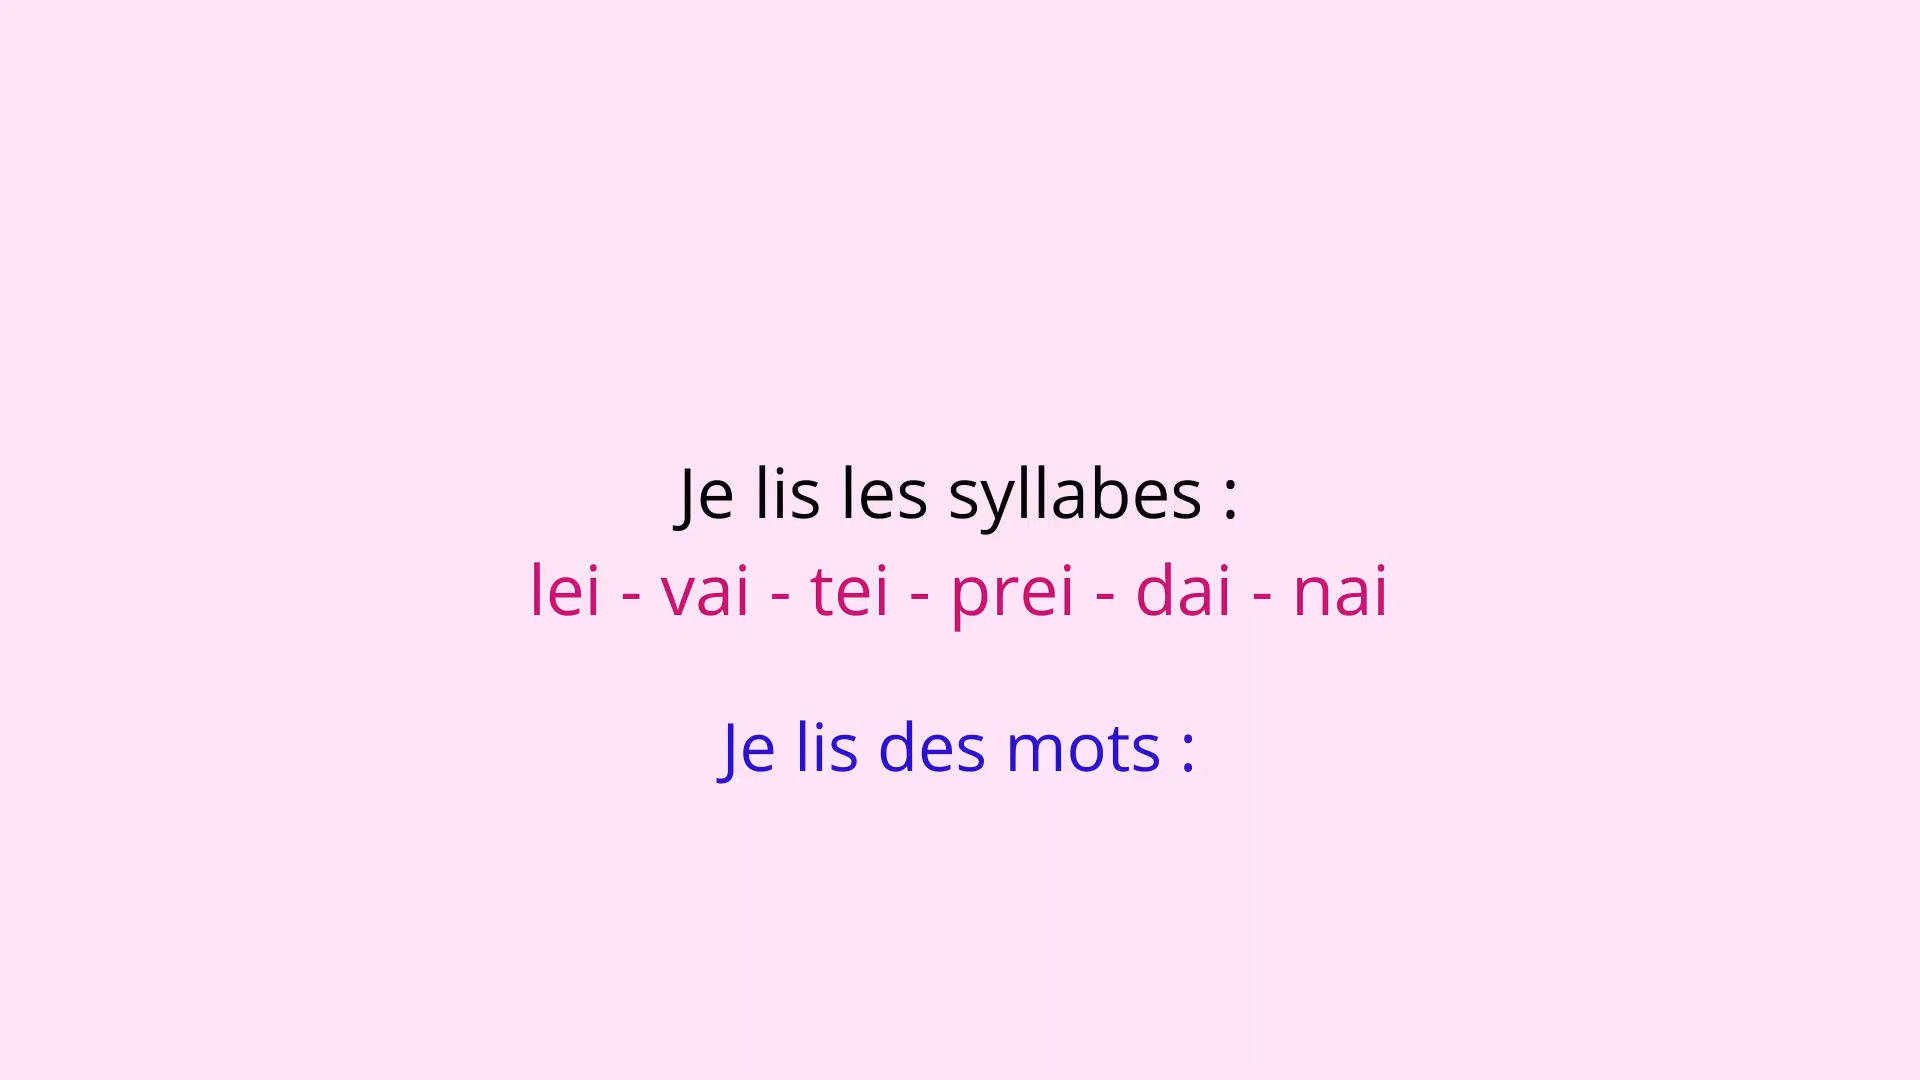 Je lis les syllabes :
lei - vai - tei - prei - dai - nai
Je lis des mots :